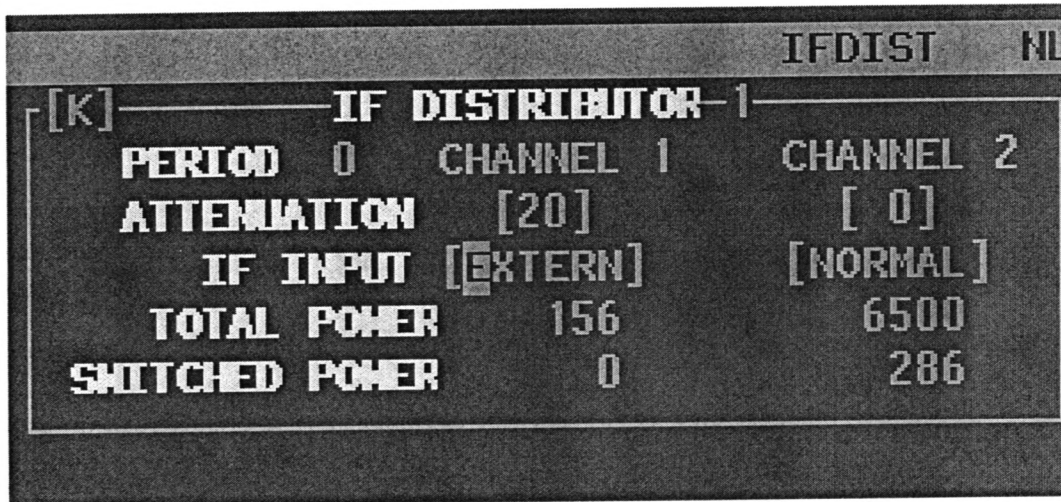 IFDIST NL
[K] IF DISTRIBUTOR 1
PERIOD 0 CHANNEL 1 CHANNEL 2
ATTENUATION [20] [ 0]
IF INPUT [EXTERN] [NORMAL]
TOTAL POWER 156 6500
SWITCHED POWER 0 286